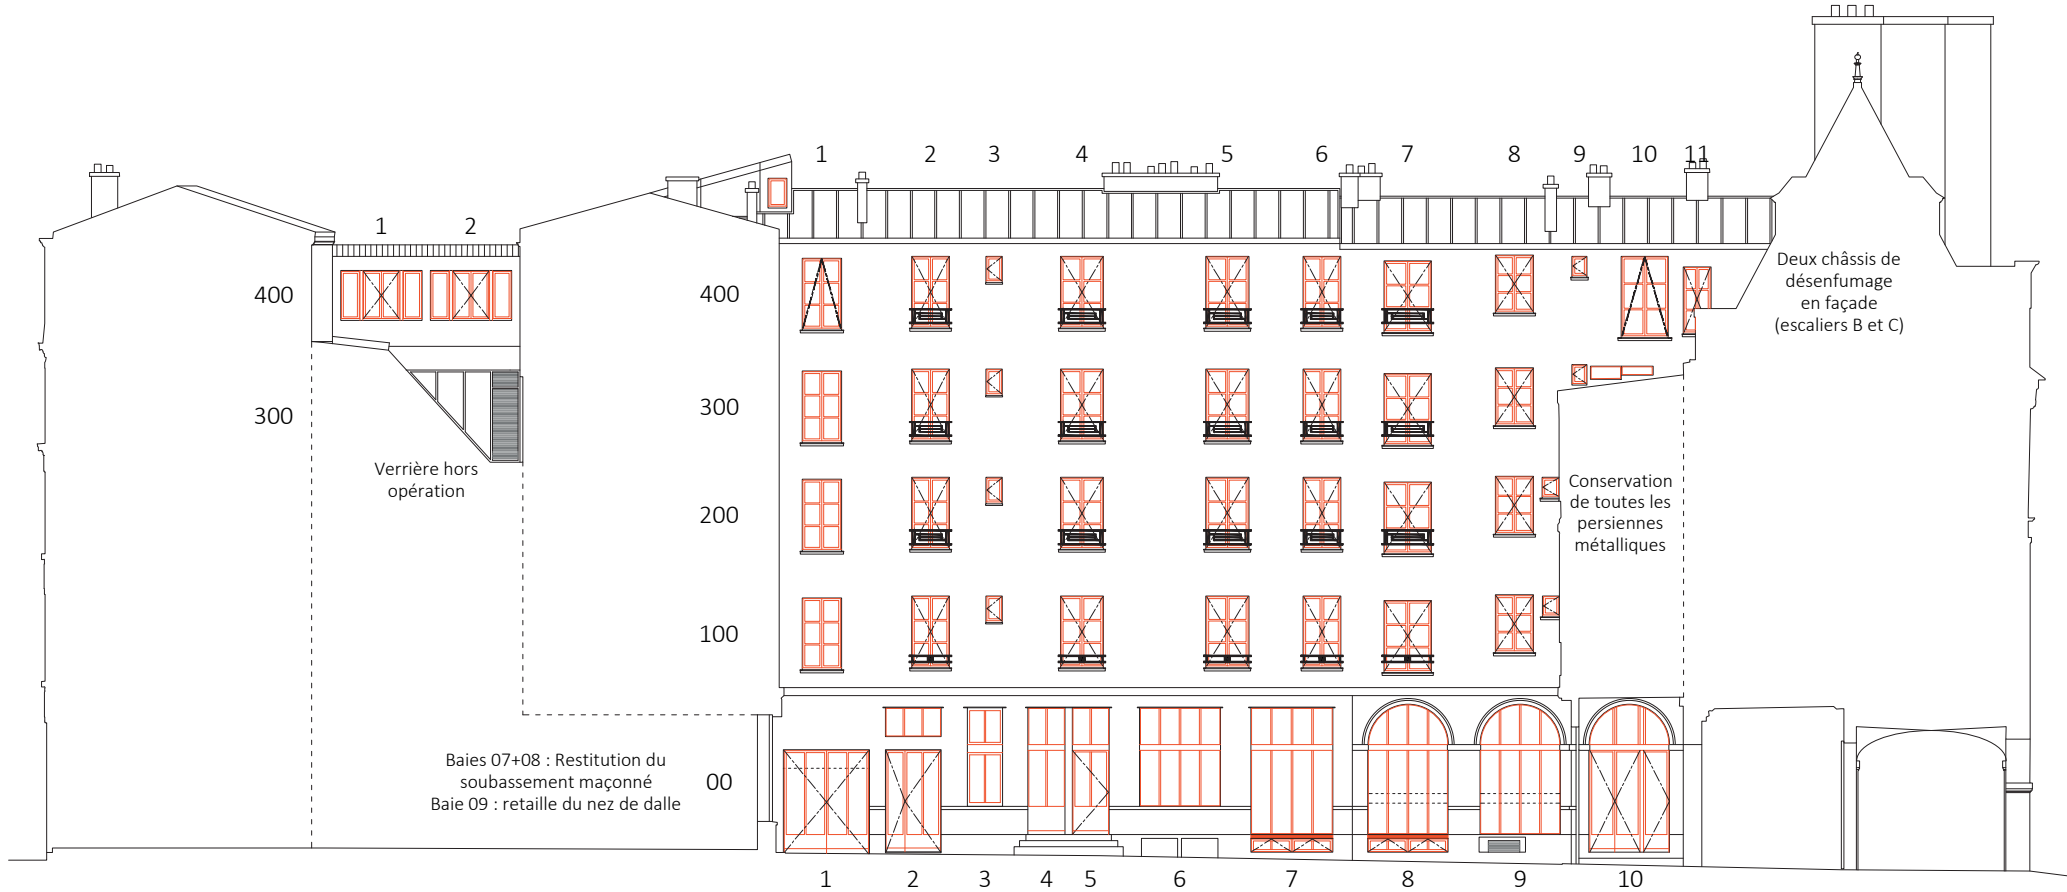 1 2 3 4 5 6 7 8 9 10 11
1 2
400
300
400
300
200
100
00
Deux châssis de
désenfumage
en façade
(escaliers B et C)
Verrière hors
opération
Conservation
de toutes les
persiennes
métalliques
Baies 07+08 : Restitution du
soubassement maçonné
Baie 09 : retaille du nez de dalle
1 2 3 4 5 6 7 8 9 10